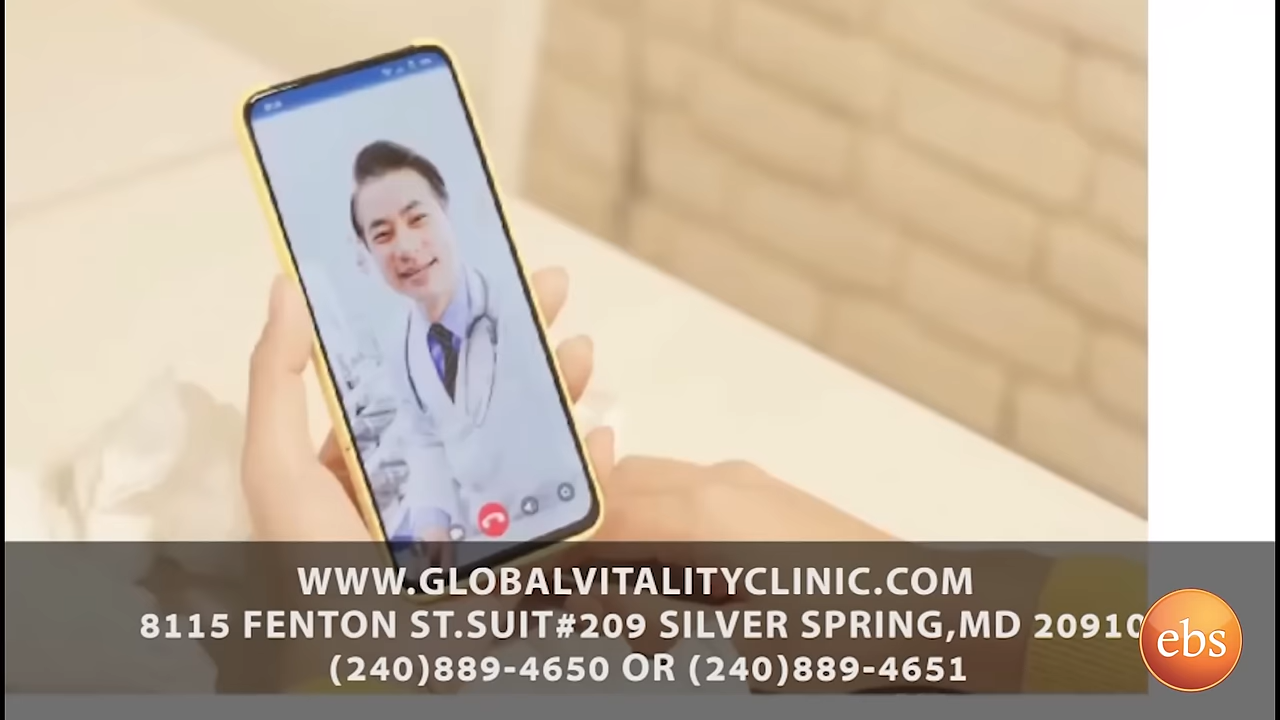 WWW.GLOBALVITALITYCLINIC.COM
8115 FENTON ST.SUIT#209 SILVER SPRING,MD 20910
(240)889-4650 OR (240)889-4651
ebs